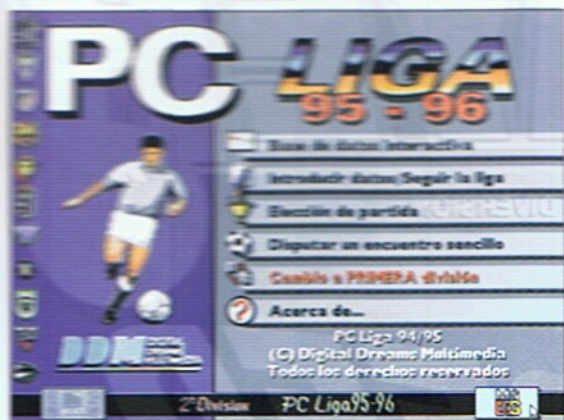 PC LIGA
95 - 96
Base de datos interactiva
Introducir datos/Seguir la liga
Elección de partida
Disputar un encuentro sencillo
Cambio a PRIMERA división
Acerca de...
DDM
PC Liga 94/95
(C) Digital Dreams Multimedia
Todos los derechos reservados
2ª Division PC Liga95-96